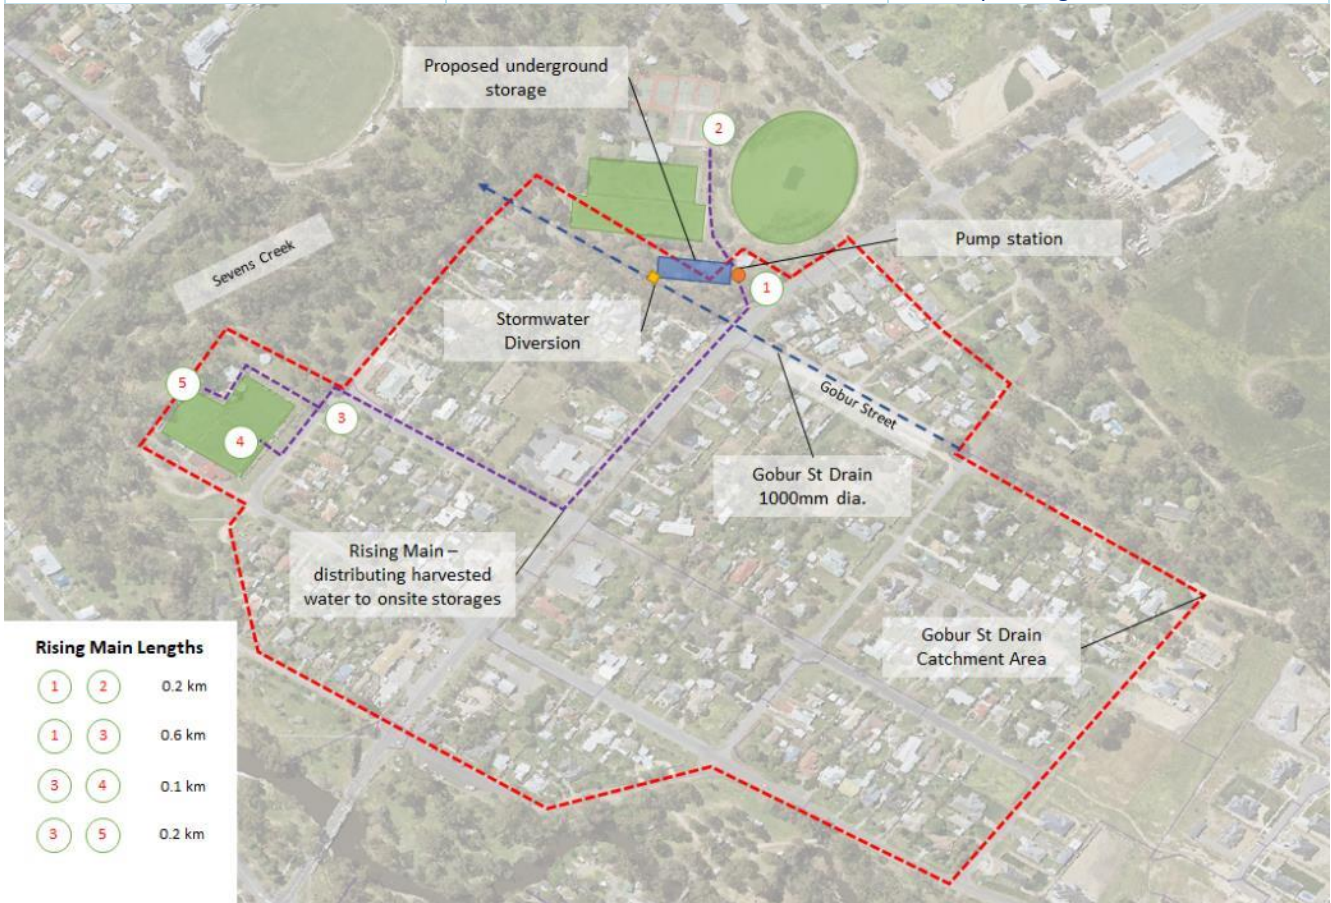 Proposed underground
storage
2
Pump station
Sevens Creek
1
Stormwater
Diversion
5
3
4
Gobur Street
Gobur St Drain
1000mm dia.
Rising Main –
distributing harvested
water to onsite storages
Gobur St Drain
Catchment Area
Rising Main Lengths
1 2 0.2 km
1 3 0.6 km
3 4 0.1 km
3 5 0.2 km